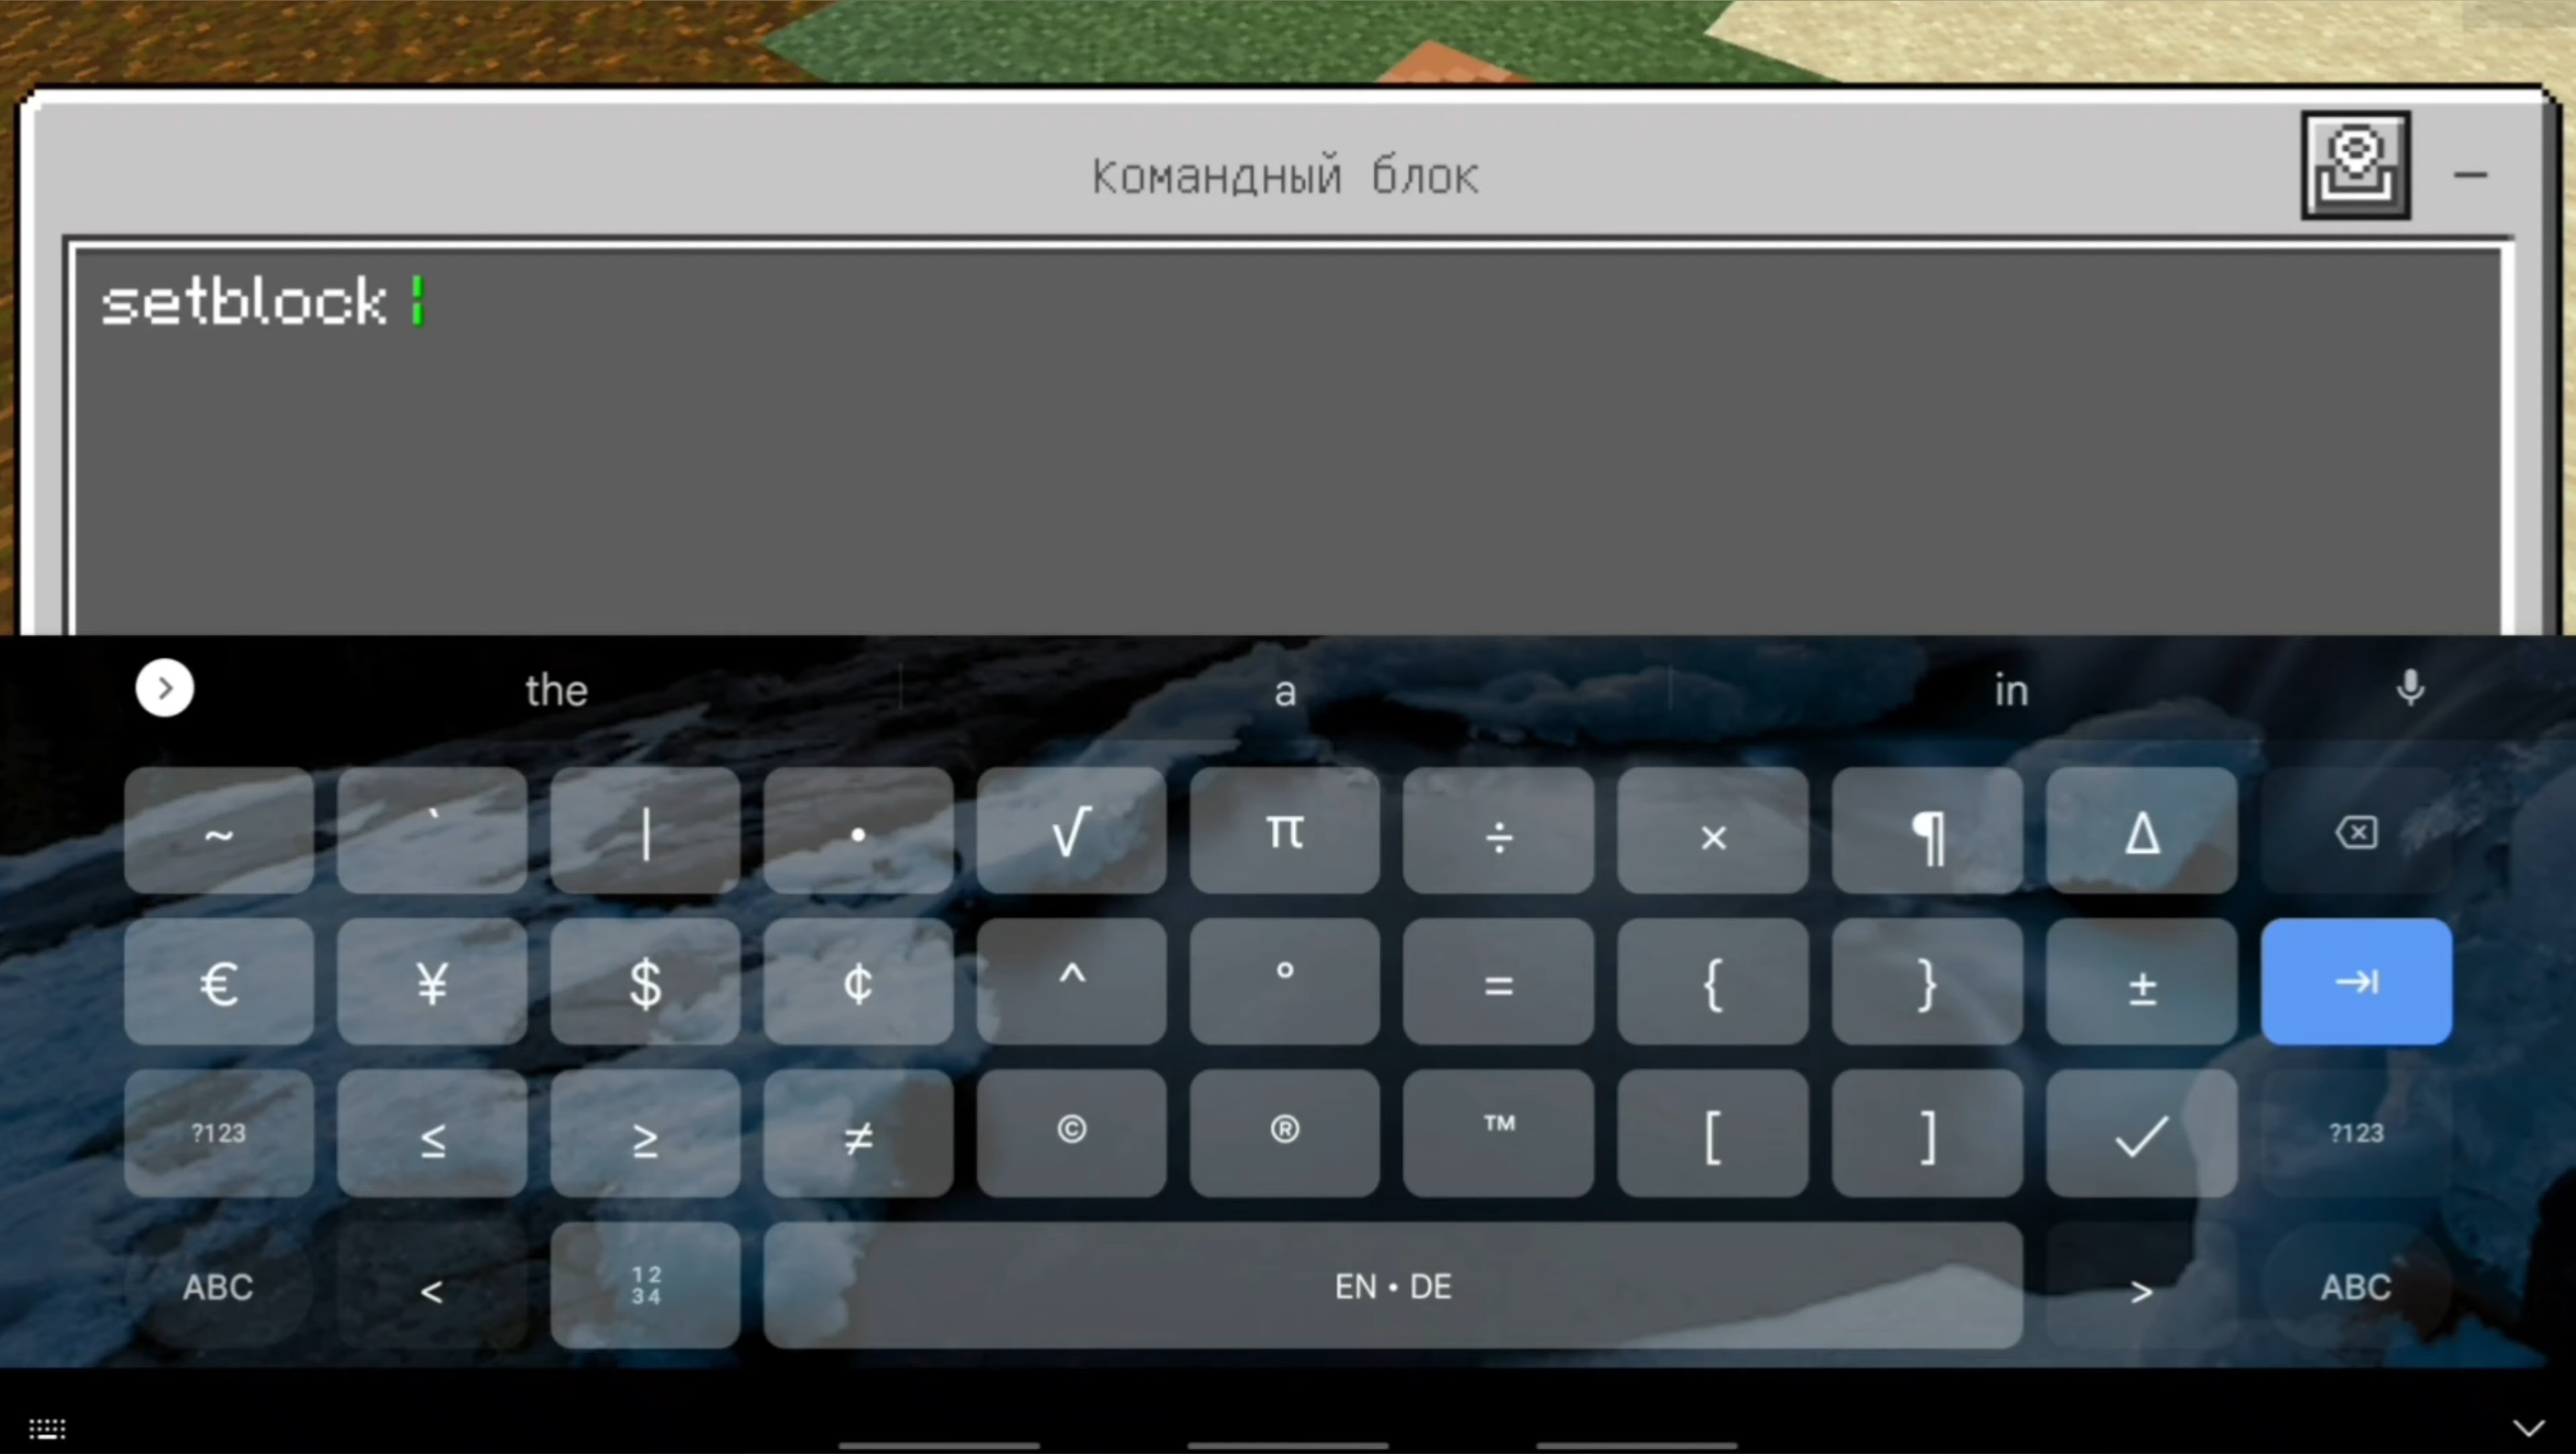 Командный блок
setblock
the a in
~ ` | • √ π ÷ × ¶ Δ
€ ¥ $ ¢ ^ ° = { } ±
?123 ≤ ≥ ≠ © ® ™ [ ] ✓ ?123
ABC < 12 EN • DE > ABC
34